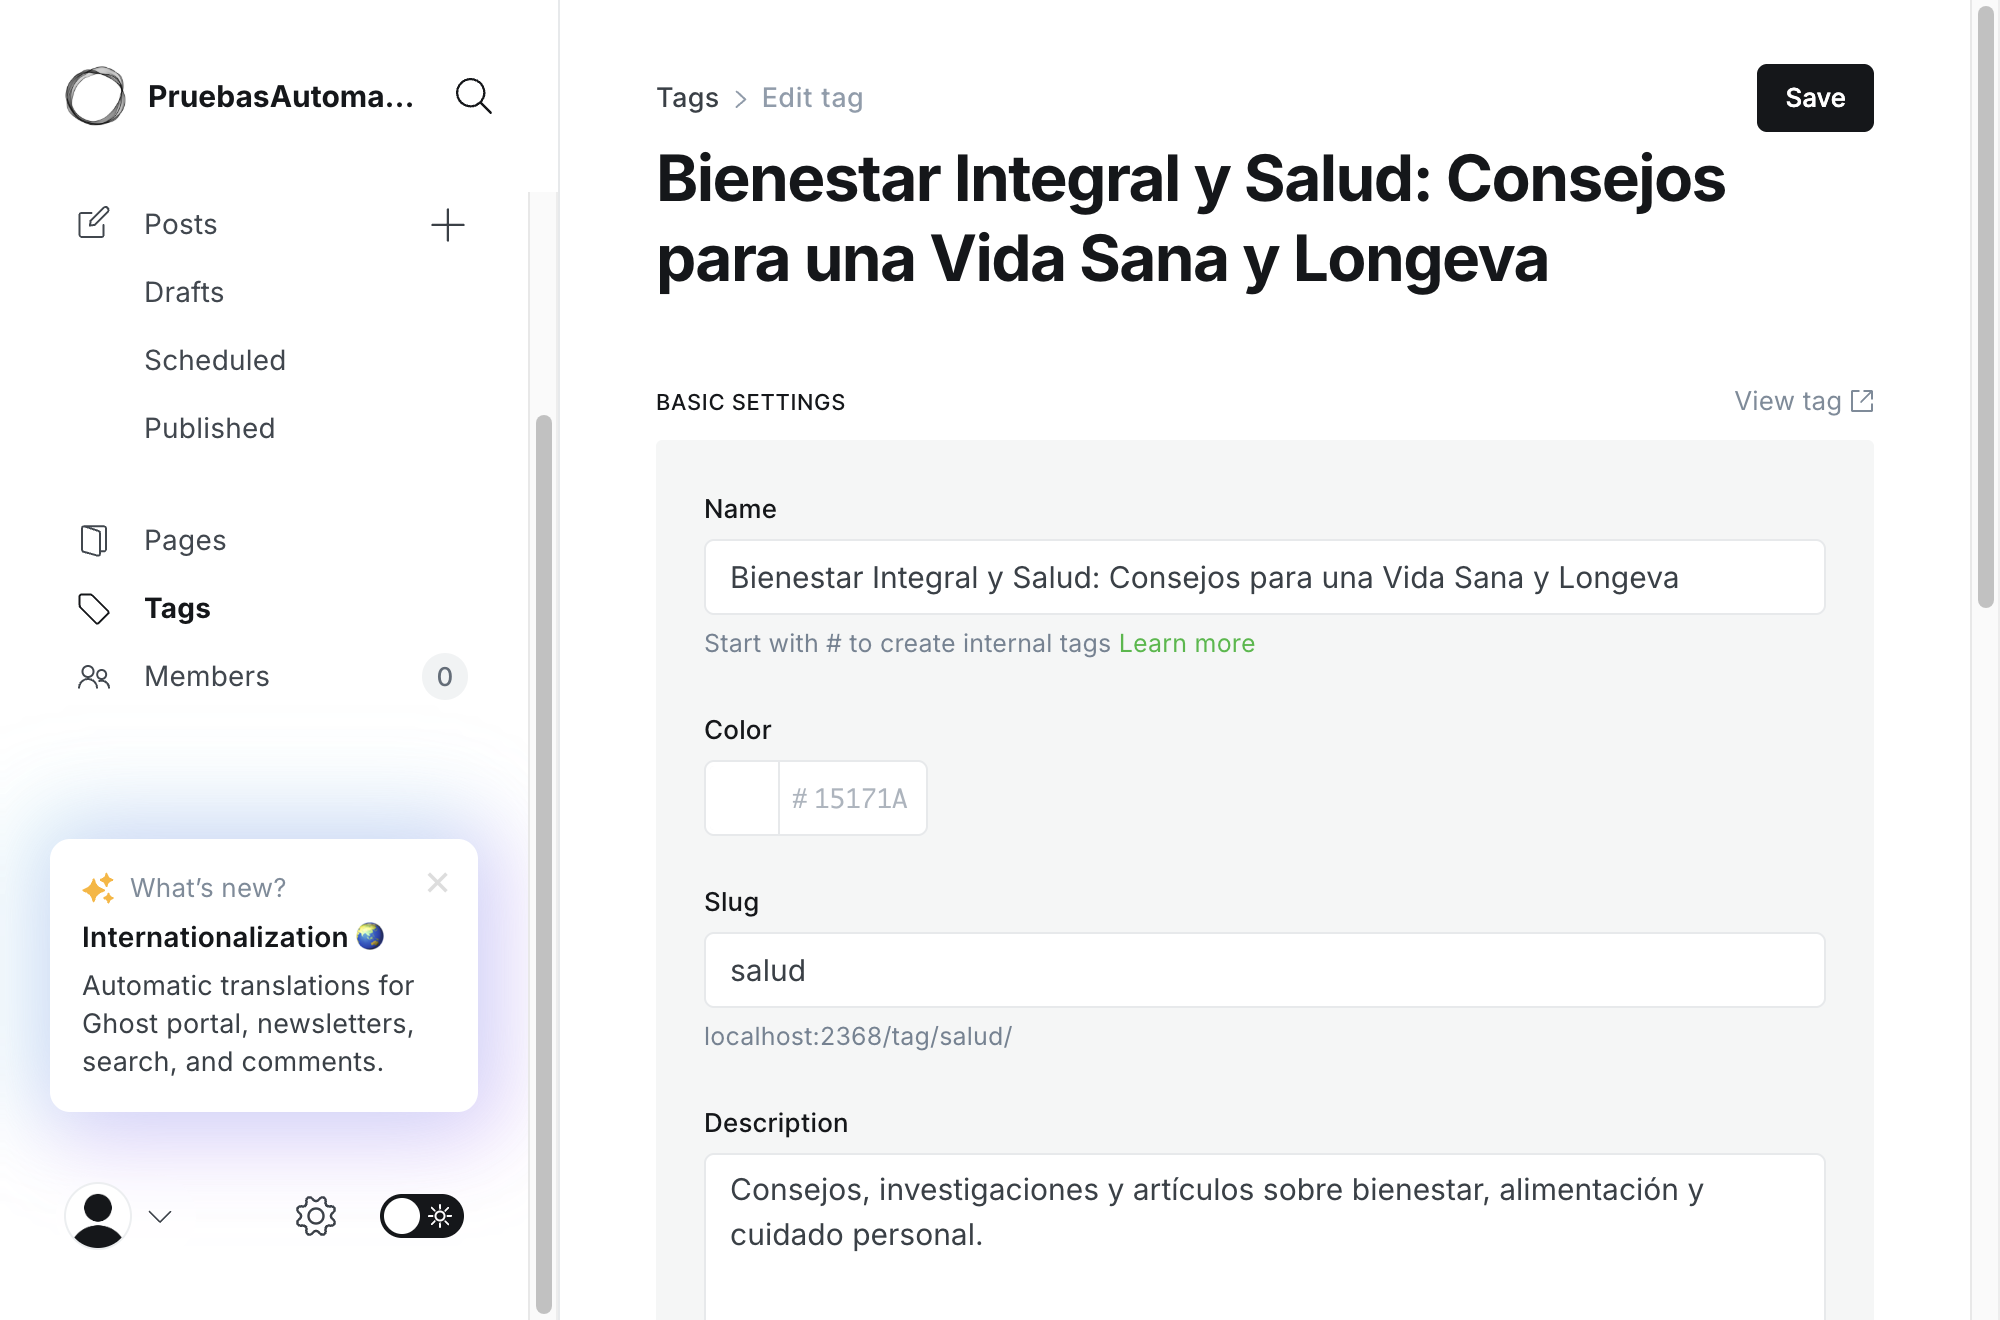 PruebasAutoma...
Posts
Drafts
Scheduled
Published
Pages
Tags
Members 0
What’s new?
Internationalization
Automatic translations for
Ghost portal, newsletters,
search, and comments.
Tags > Edit tag
Save
Bienestar Integral y Salud: Consejos
para una Vida Sana y Longeva
BASIC SETTINGS
View tag
Name
Bienestar Integral y Salud: Consejos para una Vida Sana y Longeva
Start with # to create internal tags Learn more
Color
# 15171A
Slug
salud
localhost:2368/tag/salud/
Description
Consejos, investigaciones y artículos sobre bienestar, alimentación y
cuidado personal.